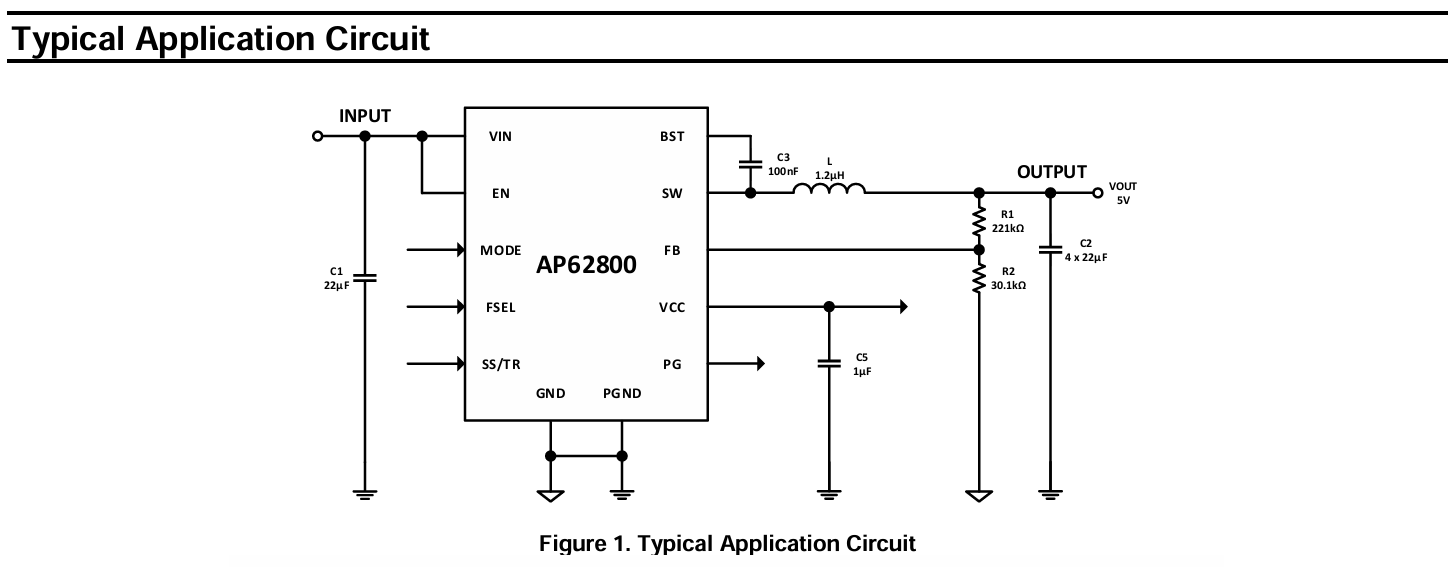 Typical Application Circuit
INPUT
VIN
BST
C3
100nF
L
1.2µH
OUTPUT
VOUT
5V
EN
SW
R1
221kΩ
MODE
AP62800
FB
C2
4 x 22µF
C1
22µF
R2
30.1kΩ
FSEL
VCC
SS/TR
PG
C5
1µF
GND
PGND
Figure 1. Typical Application Circuit